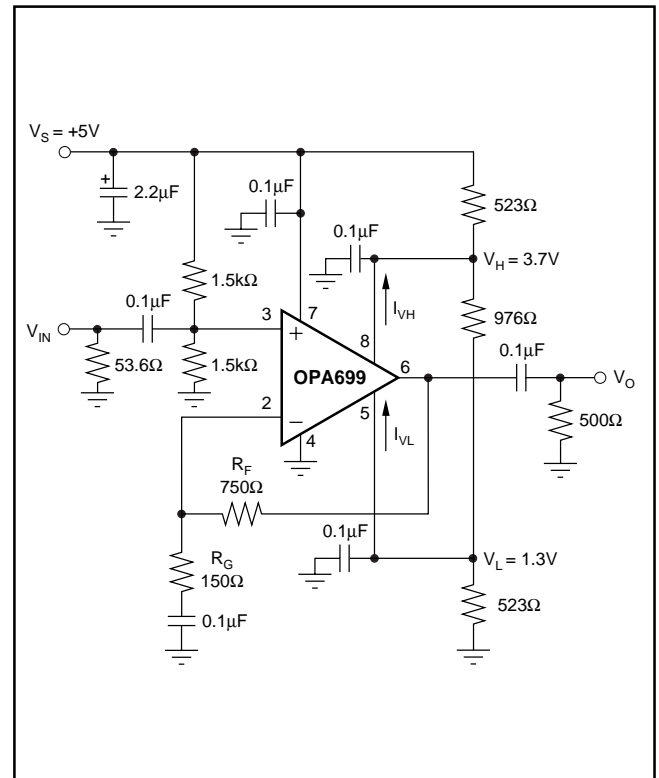 V_S = +5V
2.2µF
0.1µF
0.1µF
523Ω
V_H = 3.7V
1.5kΩ
I_VH
976Ω
0.1µF
V_IN
53.6Ω
1.5kΩ
3
+
7
8
OPA699
6
0.1µF
V_O
500Ω
2
−
4
5
I_VL
R_F
750Ω
0.1µF
V_L = 1.3V
R_G
150Ω
523Ω
0.1µF
+